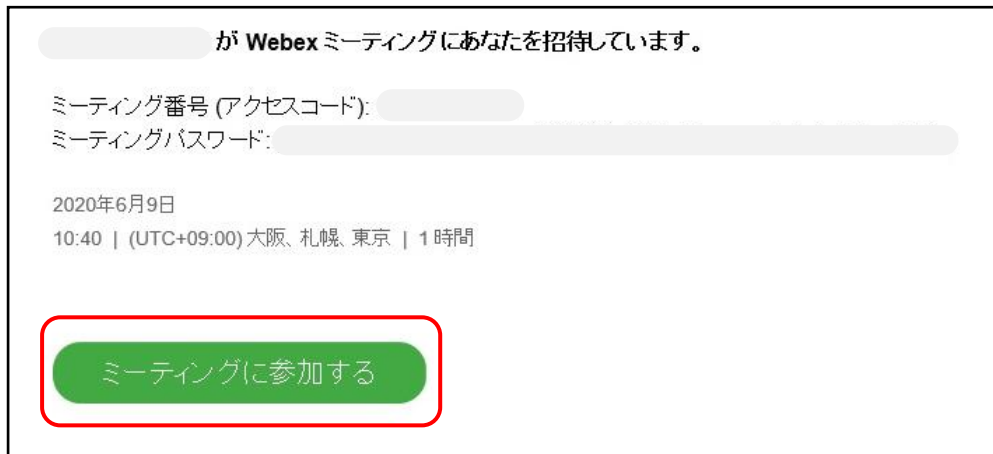 が Webex ミーティングにあなたを招待しています。
ミーティング番号 (アクセスコード):
ミーティングパスワード:
2020年6月9日
10:40 | (UTC+09:00) 大阪、札幌、東京 | 1 時間
ミーティングに参加する